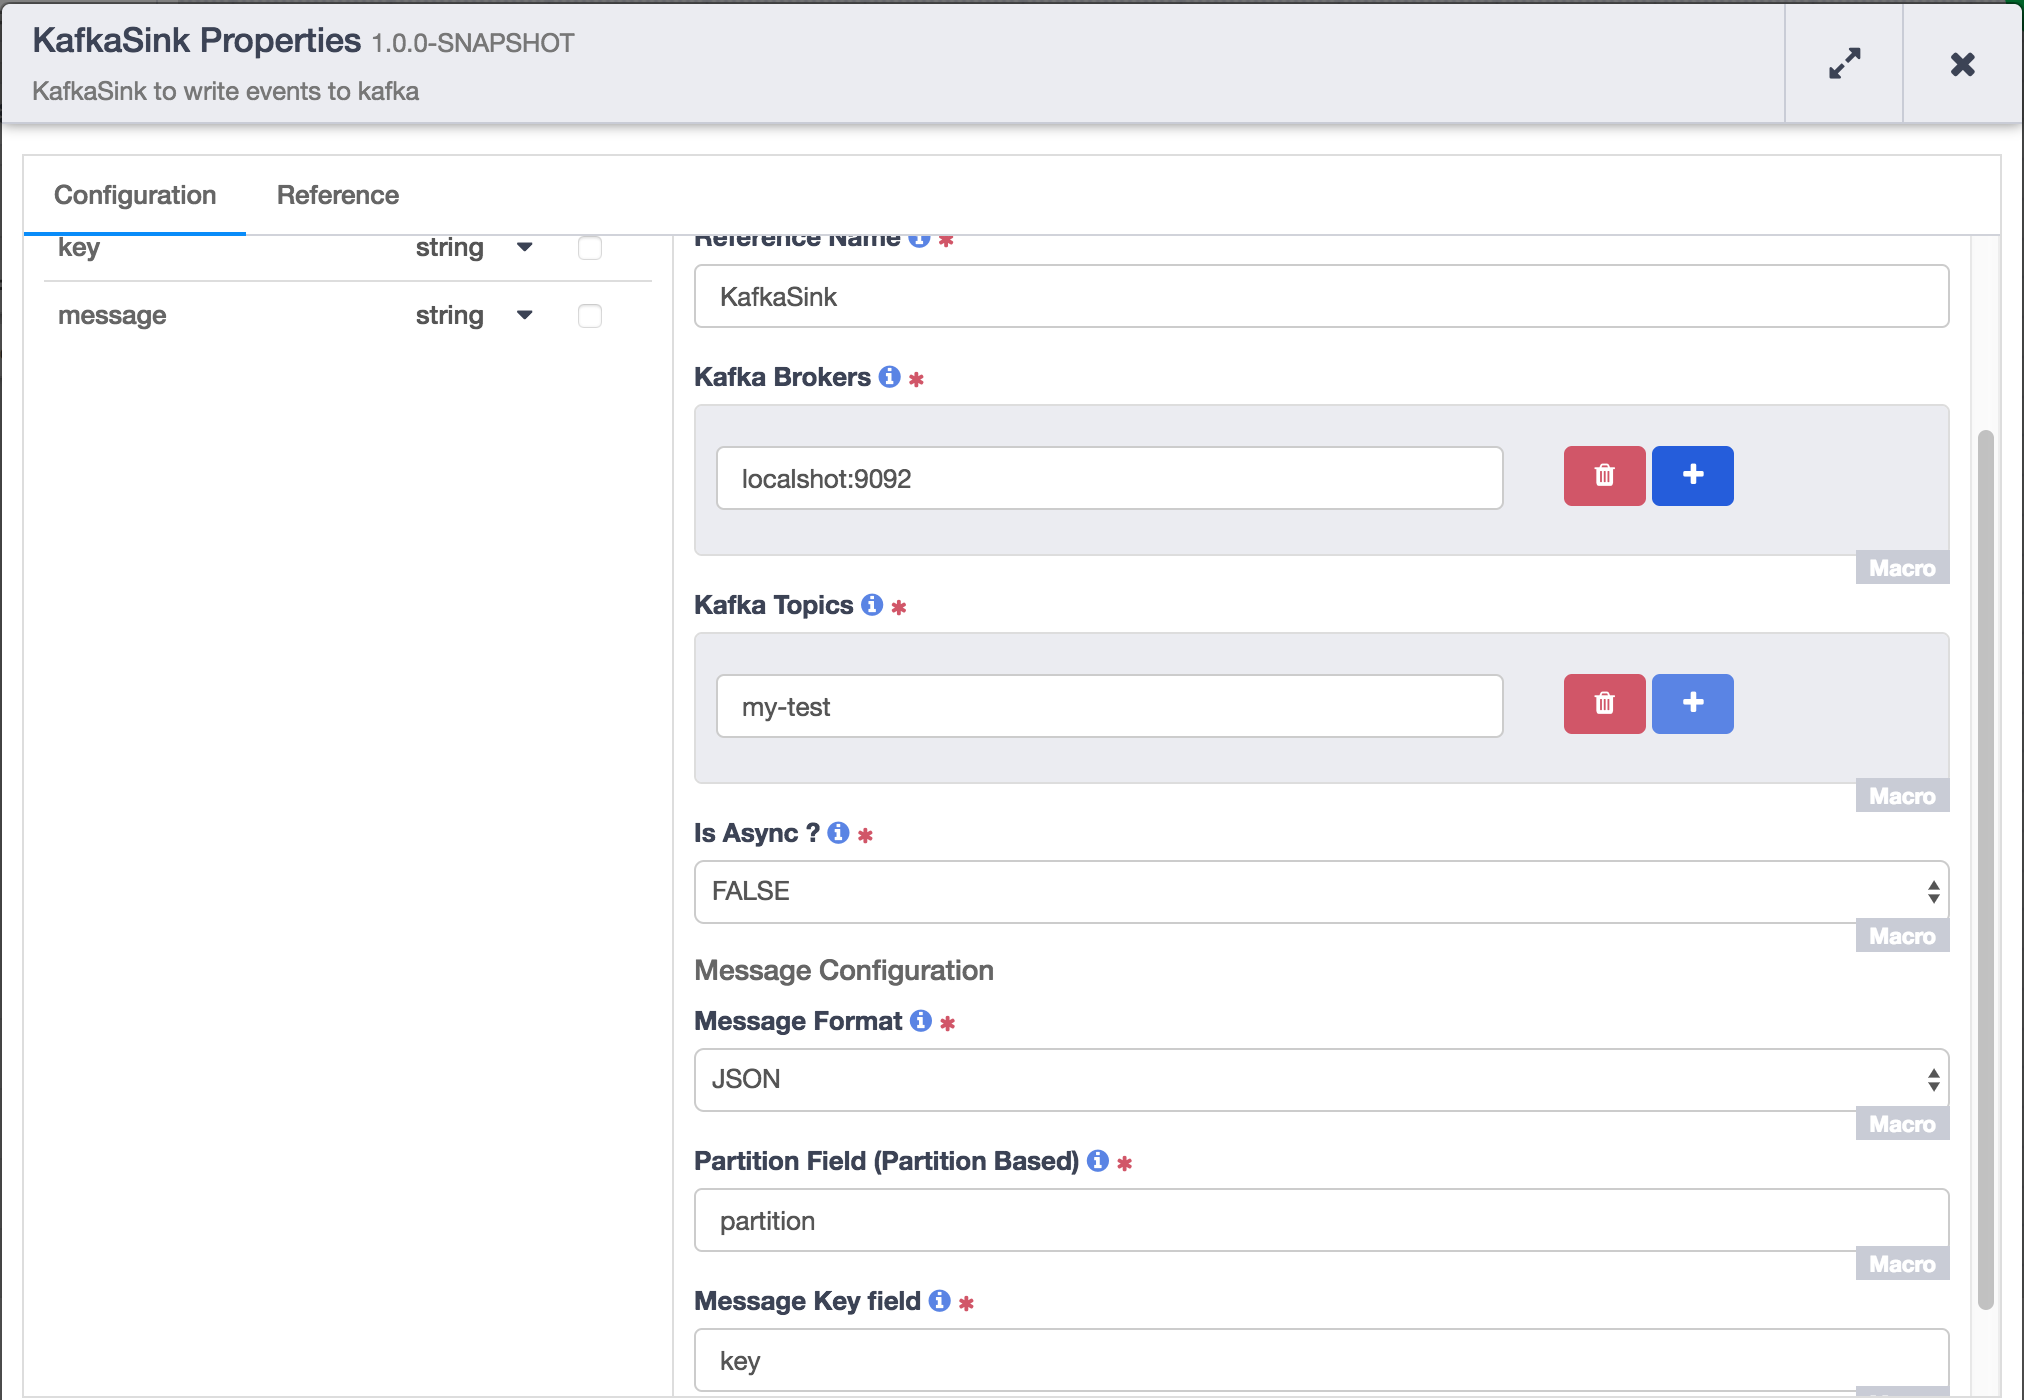 KafkaSink Properties 1.0.0-SNAPSHOT
KafkaSink to write events to kafka
Configuration
Reference
key string
message string
Reference Name
KafkaSink
Kafka Brokers
localshot:9092
Macro
Kafka Topics
my-test
Macro
Is Async ?
FALSE
Macro
Message Configuration
Message Format
JSON
Macro
Partition Field (Partition Based)
partition
Macro
Message Key field
key